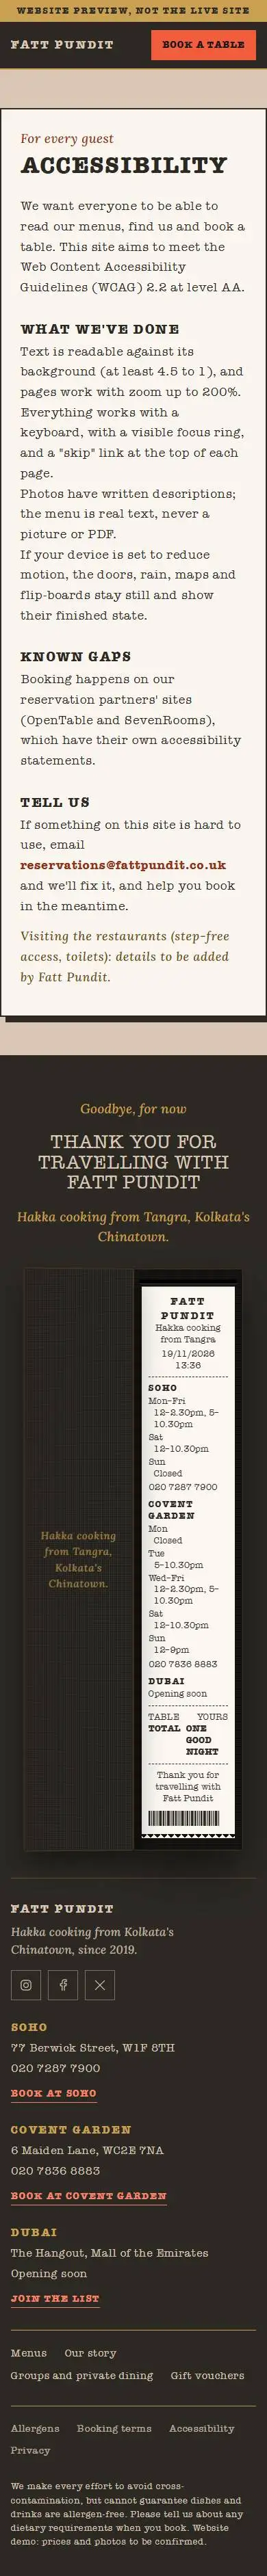 WEBSITE PREVIEW, NOT THE LIVE SITE
FATT PUNDIT
BOOK A TABLE
For every guest
ACCESSIBILITY
We want everyone to be able to
read our menus, find us and book a
table. This site aims to meet the
Web Content Accessibility
Guidelines (WCAG) 2.2 at level AA.
WHAT WE'VE DONE
Text is readable against its
background (at least 4.5 to 1), and
pages work with zoom up to 200%.
Everything works with a
keyboard, with a visible focus ring,
and a "skip" link at the top of each
page.
Photos have written descriptions;
the menu is real text, never a
picture or PDF.
If your device is set to reduce
motion, the doors, rain, maps and
flip-boards stay still and show
their finished state.
KNOWN GAPS
Booking happens on our
reservation partners' sites
(OpenTable and SevenRooms),
which have their own accessibility
statements.
TELL US
If something on this site is hard to
use, email
reservations@fattpundit.co.uk
and we'll fix it, and help you book
in the meantime.
Visiting the restaurants (step-free
access, toilets): details to be added
by Fatt Pundit.
Goodbye, for now
THANK YOU FOR
TRAVELLING WITH
FATT PUNDIT
Hakka cooking from Tangra, Kolkata's
Chinatown.
Hakka cooking
from Tangra,
Kolkata's
Chinatown.
FATT
PUNDIT
Hakka cooking
from Tangra
19/11/2026
13:36
SOHO
Mon-Fri
12-2.30pm, 5-
10.30pm
Sat
12-10.30pm
Sun
Closed
020 7287 7900
COVENT
GARDEN
Mon
Closed
Tue
5-10.30pm
Wed-Fri
12-2.30pm, 5-
10.30pm
Sat
12-10.30pm
Sun
12-9pm
020 7836 8883
DUBAI
Opening soon
TABLE YOURS
TOTAL ONE
GOOD
NIGHT
Thank you for
travelling with
Fatt Pundit
FATT PUNDIT
Hakka cooking from Kolkata's
Chinatown, since 2019.
SOHO
77 Berwick Street, W1F 8TH
020 7287 7900
BOOK AT SOHO
COVENT GARDEN
6 Maiden Lane, WC2E 7NA
020 7836 8883
BOOK AT COVENT GARDEN
DUBAI
The Hangout, Mall of the Emirates
Opening soon
JOIN THE LIST
Menus Our story
Groups and private dining Gift vouchers
Allergens Booking terms Accessibility
Privacy
We make every effort to avoid cross-
contamination, but cannot guarantee dishes and
drinks are allergen-free. Please tell us about any
dietary requirements when you book. Website
demo: prices and photos to be confirmed.